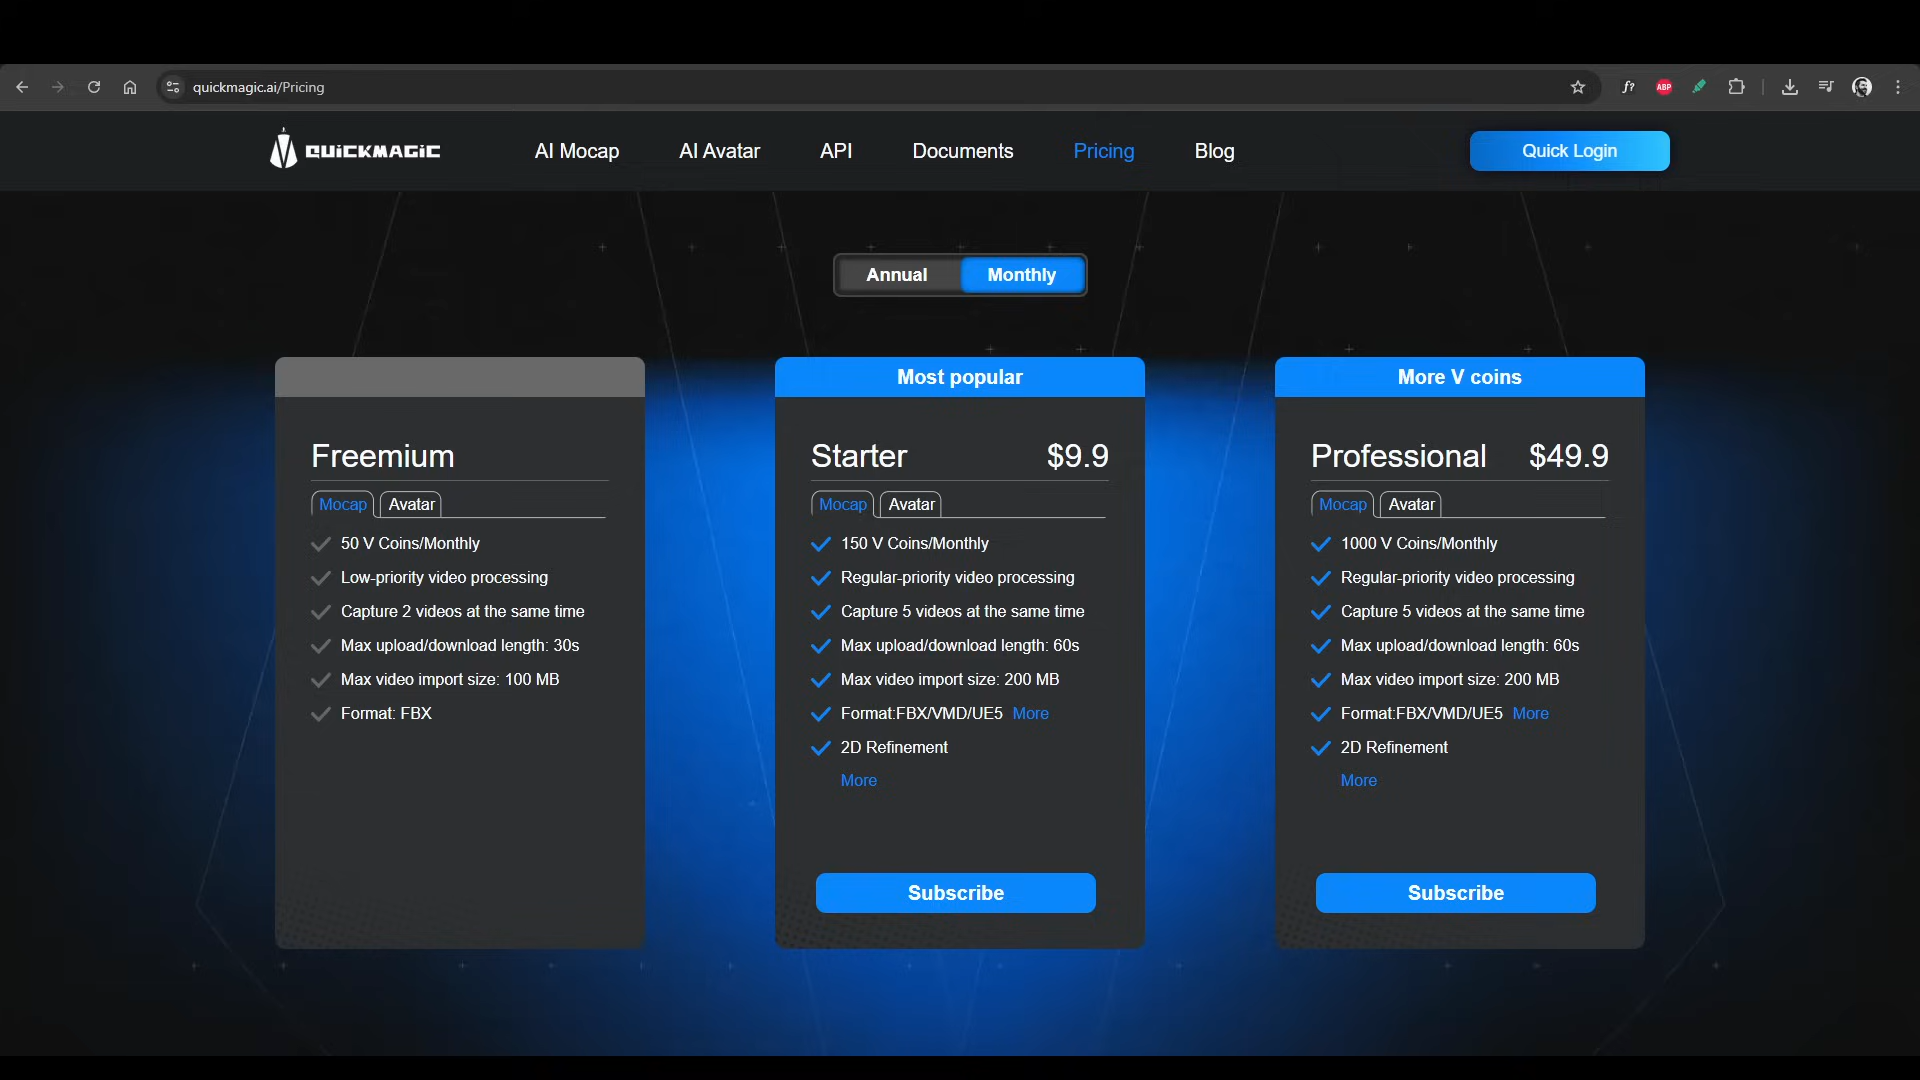 quickmagic.ai/Pricing
f?
ABP
QUICKMAGIC
AI Mocap
AI Avatar
API
Documents
Pricing
Blog
Quick Login
Annual
Monthly
Freemium
Mocap
Avatar
50 V Coins/Monthly
Low-priority video processing
Capture 2 videos at the same time
Max upload/download length: 30s
Max video import size: 100 MB
Format: FBX
Most popular
Starter $9.9
Mocap
Avatar
150 V Coins/Monthly
Regular-priority video processing
Capture 5 videos at the same time
Max upload/download length: 60s
Max video import size: 200 MB
Format:FBX/VMD/UE5 More
2D Refinement
More
Subscribe
More V coins
Professional $49.9
Mocap
Avatar
1000 V Coins/Monthly
Regular-priority video processing
Capture 5 videos at the same time
Max upload/download length: 60s
Max video import size: 200 MB
Format:FBX/VMD/UE5 More
2D Refinement
More
Subscribe